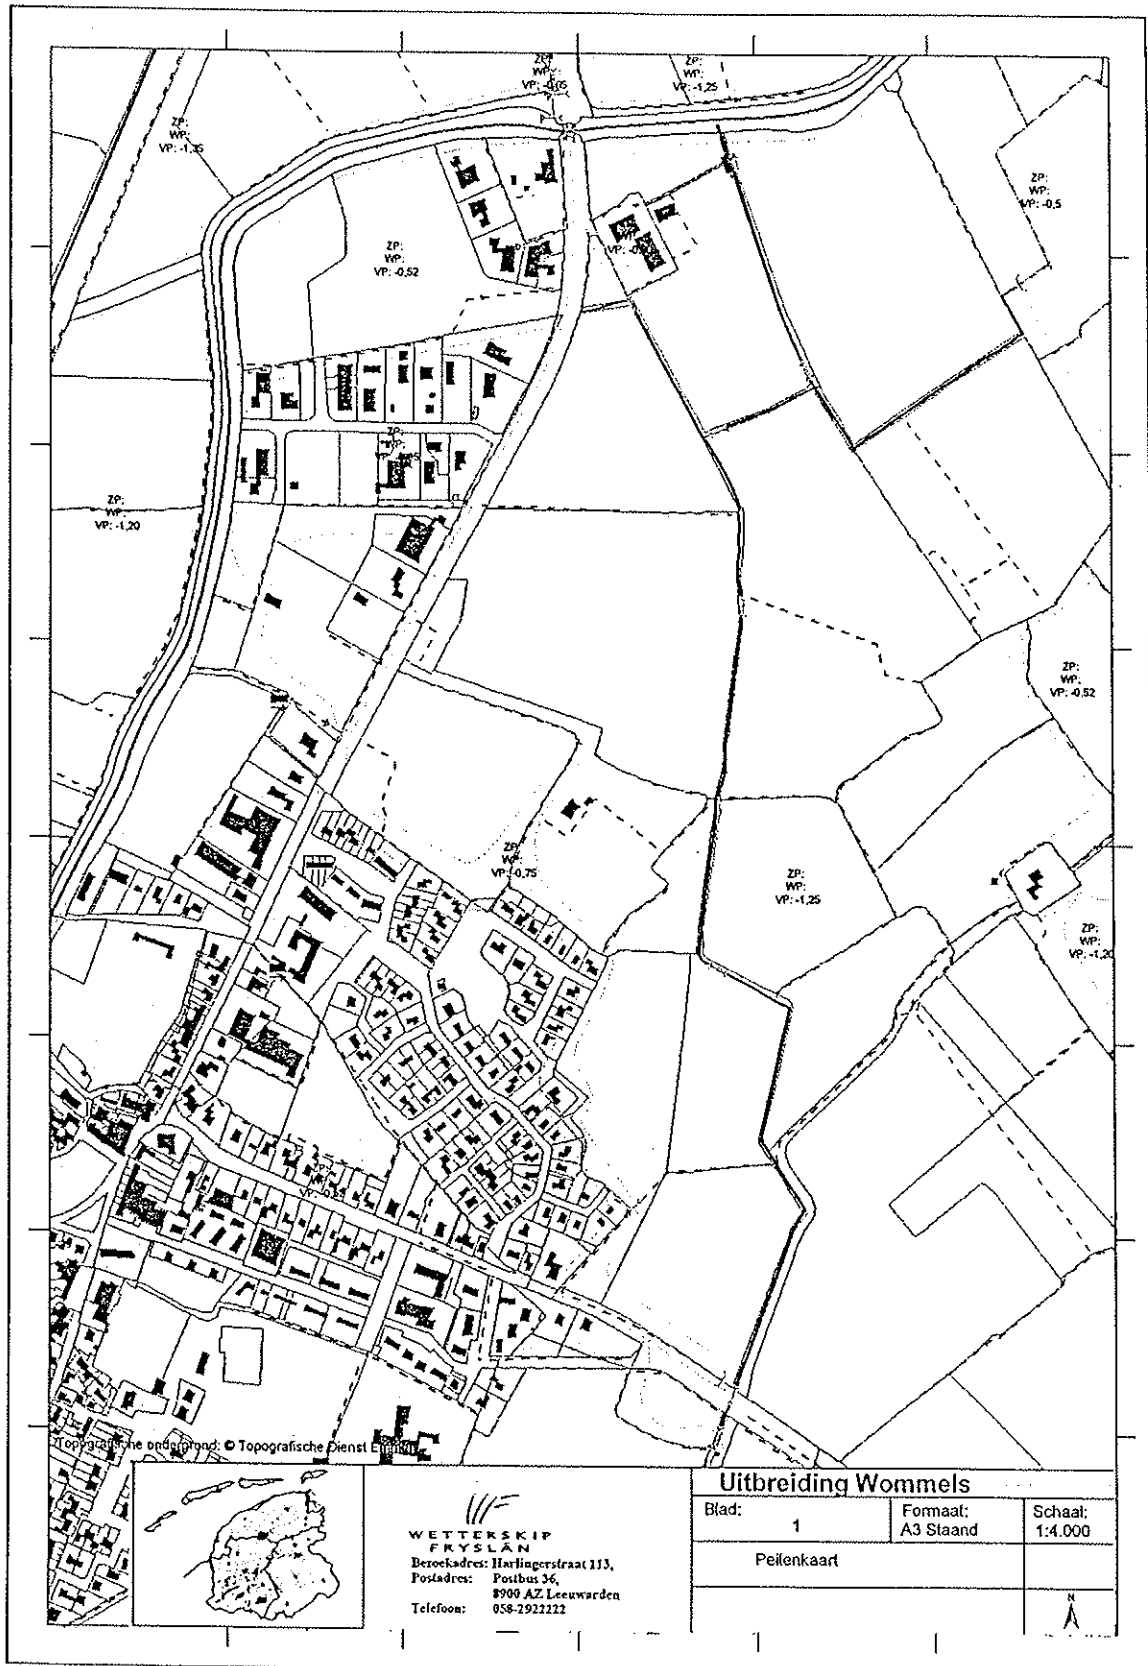 ZP:
WP:
VP: -0,05
ZP:
WP:
VP: -1,25
ZP:
WP:
ZP:
WP:
VP: -0,5
ZP:
WP:
VP: -0,52
ZP:
ZP:
WP:
VP: -1,20
ZP:
WP:
VP: -0,52
ZP:
WP:
VP: -0,75
ZP:
WP:
VP: -1,25
ZP:
WP:
VP: -1,20
Topografische ondergrond: © Topografische Dienst
Uitbreiding Wommels
Blad:
1
Formaat:
A3 Staand
Schaal:
1:4.000
Peilenkaart
N
WETTERSKIP
FRYSLÂN
Bezoekadres: Harlingerstraat 113,
Postadres: Postbus 36,
8900 AZ Leeuwarden
Telefoon: 058-2922222